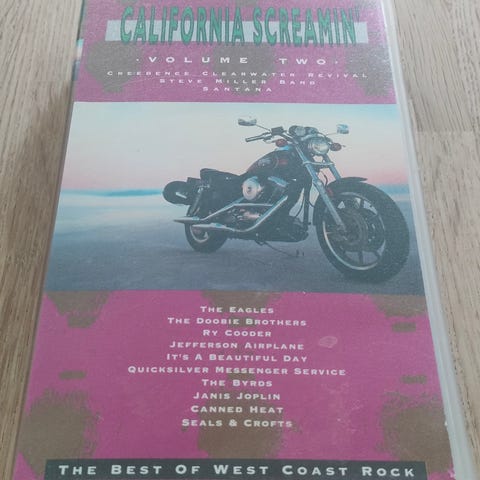 CALIFORNIA SCREAMIN'
· VOLUME TWO ·
CREEDENCE CLEARWATER REVIVAL
STEVE MILLER BAND
SANTANA
THE EAGLES
THE DOOBIE BROTHERS
RY COODER
JEFFERSON AIRPLANE
IT'S A BEAUTIFUL DAY
QUICKSILVER MESSENGER SERVICE
THE BYRDS
JANIS JOPLIN
CANNED HEAT
SEALS & CROFTS
THE BEST OF WEST COAST ROCK